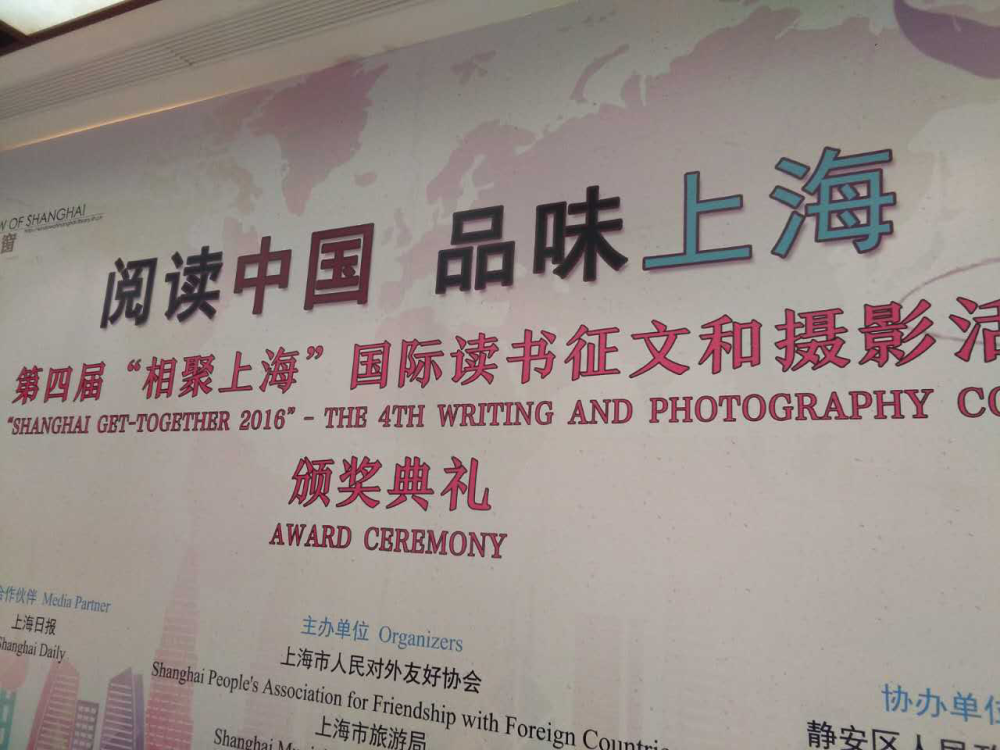 W OF SHANGHAI
窗
阅读中国 品味上海
第四届“相聚上海”国际读书征文和摄影活
“SHANGHAI GET-TOGETHER 2016” - THE 4TH WRITING AND PHOTOGRAPHY CO
颁奖典礼
AWARD CEREMONY
合作伙伴 Media Partner
上海日报
Shanghai Daily
主办单位 Organizers
上海市人民对外友好协会
Shanghai People's Association for Friendship with Foreign Countrie
上海市旅游局
Shanghai
协办单位
静安区人民